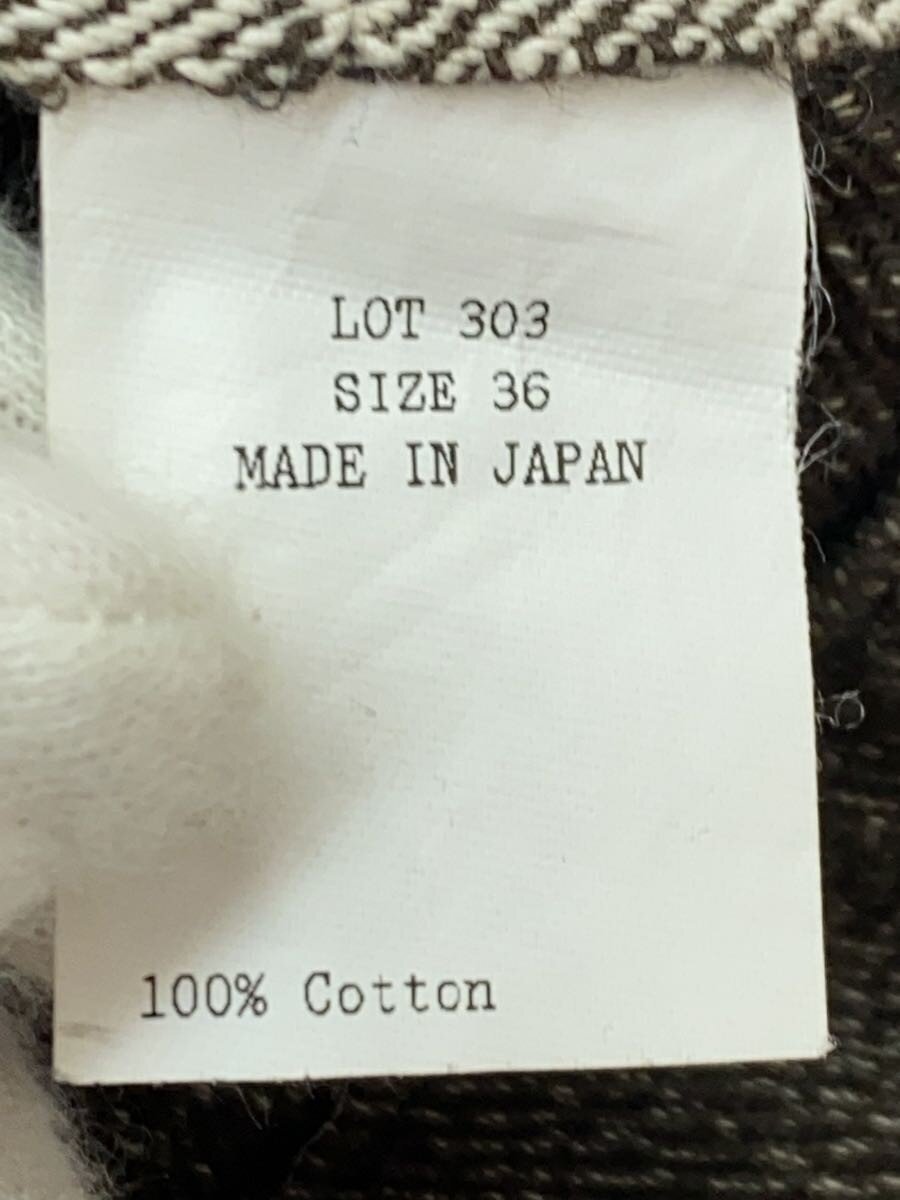 LOT 303
SIZE 36
MADE IN JAPAN
100% Cotton